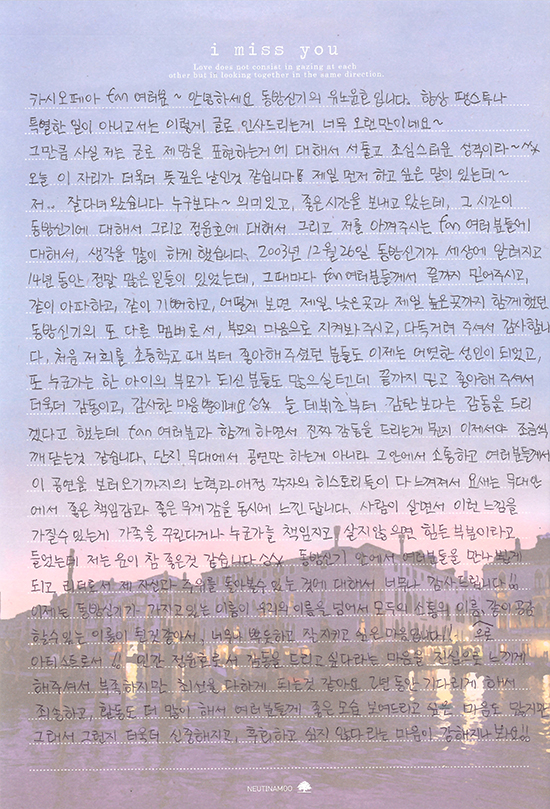 i miss you
Love does not consist in gazing at each
other but in looking together in the same direction.
카시오페아 fan 여러분~ 안녕하세요 동방신기의 유노윤호입니다. 항상 팬스투나
특별한 일이 아니고서는 이렇게 글로 인사드리는게 너무 오랜만이네요~
그만큼 사실 저는 글로 제맘을 표현하는거에 대해서 서툴고 조심스러운 성격이라~^^
오늘 이 자리가 더욱더 뜻깊은 날인것 같습니다 제일 먼저 하고 싶은 말이 있는데~
저.. 잘다녀왔습니다 누구보다~ 의미있고, 좋은시간을 보내고 왔는데, 그 시간이
동방신기에 대해서 그리고 정윤호에 대해서 그리고 저를 아껴주시는 fan 여러분들에
대해서, 생각을 많이 하게 했습니다. 2003년 12월26일 동방신기가 세상에 알려지고
14년 동안, 정말 많은 일들이 있었는데, 그때마다 fan여러분들께서 끝까지 믿어주시고,
같이 아파하고, 같이 기뻐하고, 어떻게 보면 제일 낮은곳과 제일 높은곳까지 함께했던
동방신기의 또 다른 멤버로서, 부모의 마음으로 지켜봐주시고, 다독거려 주셔서 감사합니
다. 처음 저희를 초등학교 때 부터 좋아해주셨던 분들도 이제는 어엿한 성인이 되었고,
또 누군가는 한 아이의 부모가 되신 분들도 많으실텐데 끝까지 믿고 좋아해 주셔서
더욱더 감동이고, 감사한 마음뿐이네요 늘 데뷔초부터 감탄보다는 감동을 드리
겠다고 했는데 fan 여러분과 함께 하면서 진짜 감동을 드리는게 뭔지 이제서야 조금씩
깨닫는것 같습니다. 단지 무대에서 공연만 하는게 아니라 그안에서 소통하고 여러분들께서
이 공연을 보러오기까지의 노력과 애정 각자의 히스토리들이 다 느껴져서 요새는 무대안
에서 좋은 책임감과 좋은 무게감을 동시에 느낀답니다. 사람이 살면서 이런 느낌을
가질수 있는게 가족을 꾸린다거나 누군가를 책임지고 살지않으면 힘든 부분이라고
들었는데 저는 운이 참 좋은것 같습니다 동방신기 안에서 여러분들을 만나뵙게
되고 리더로서 제 자신과 주위를 돌아볼수 있는 것에 대해서 너무나 감사드립니다!!
이제는 동방신기가 가지고 있는 이름이 우리의 이름을 넘어서 모두의 이름, 같이 공감
할수있는 이름이 된것같아서, 너무나 뿌듯하고 싶은 마음입니다!! 으로
아티스트로서 !! 인간 정윤호로서 감동을 드리고 싶다라는 마음을 진심으로 느끼게
해주셔서 부족하지만 최선을 다하게 되는것 같아요 2년 동안 기다리게 해서
죄송하고, 활동도 더 많이 해서 여러분들께 좋은 모습 보여드리고 싶은 마음도 많지만
그래서 그런지 더욱더 신중해지고, 후회하고 싶지 않다라는 마음이 강해지나봐요!!
NEUTINAMOO